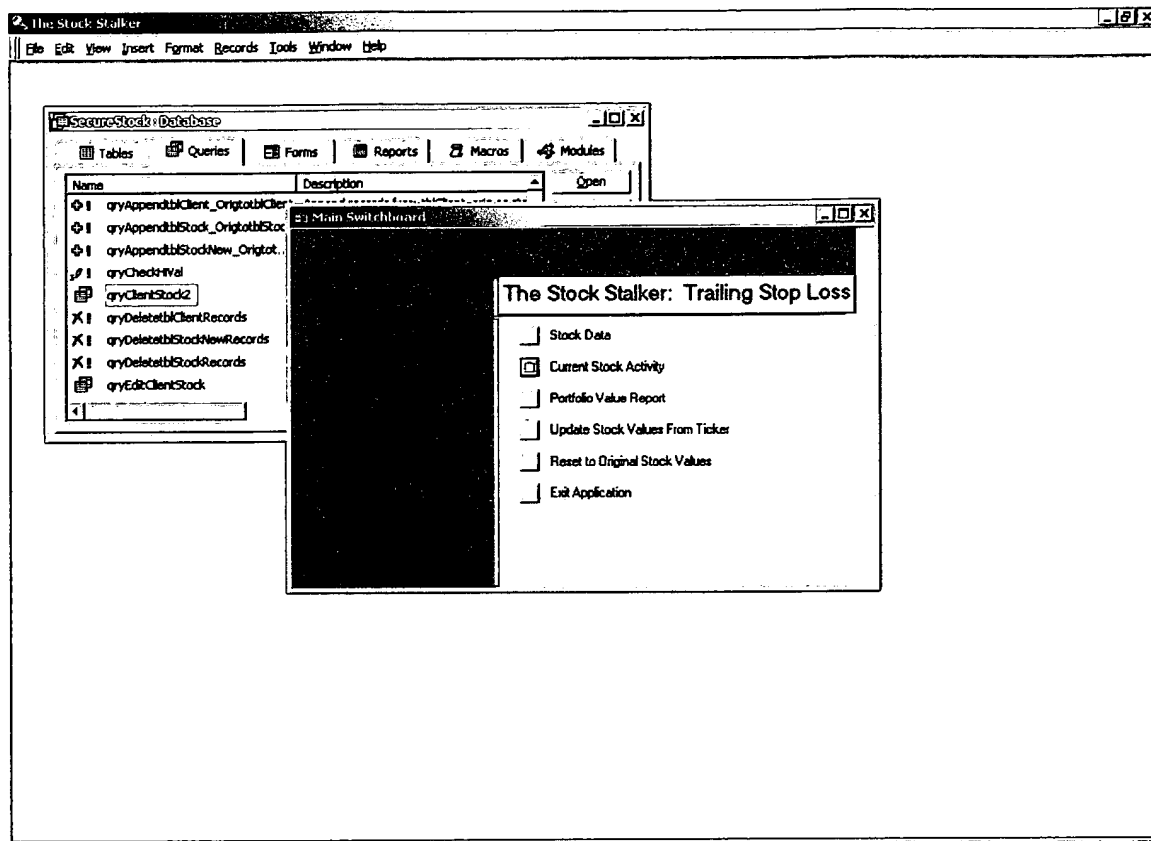 The Stock Stalker
File Edit View Insert Format Records Tools Window Help
SecureStock : Database
Tables Queries Forms Reports Macros Modules
Name Description
Open
qryAppendtblClient_OrigtotblClient
qryAppendtblStock_OrigtotblStoc
qryAppendtblStockNew_Origtot...
qryCheckHiVal
qryClientStock2
qryDeletetblClientRecords
qryDeletetblStockNewRecords
qryDeletetblStockRecords
qryEditClientStock
Main Switchboard
The Stock Stalker: Trailing Stop Loss
Stock Data
Current Stock Activity
Portfolio Value Report
Update Stock Values From Ticker
Reset to Original Stock Values
Exit Application